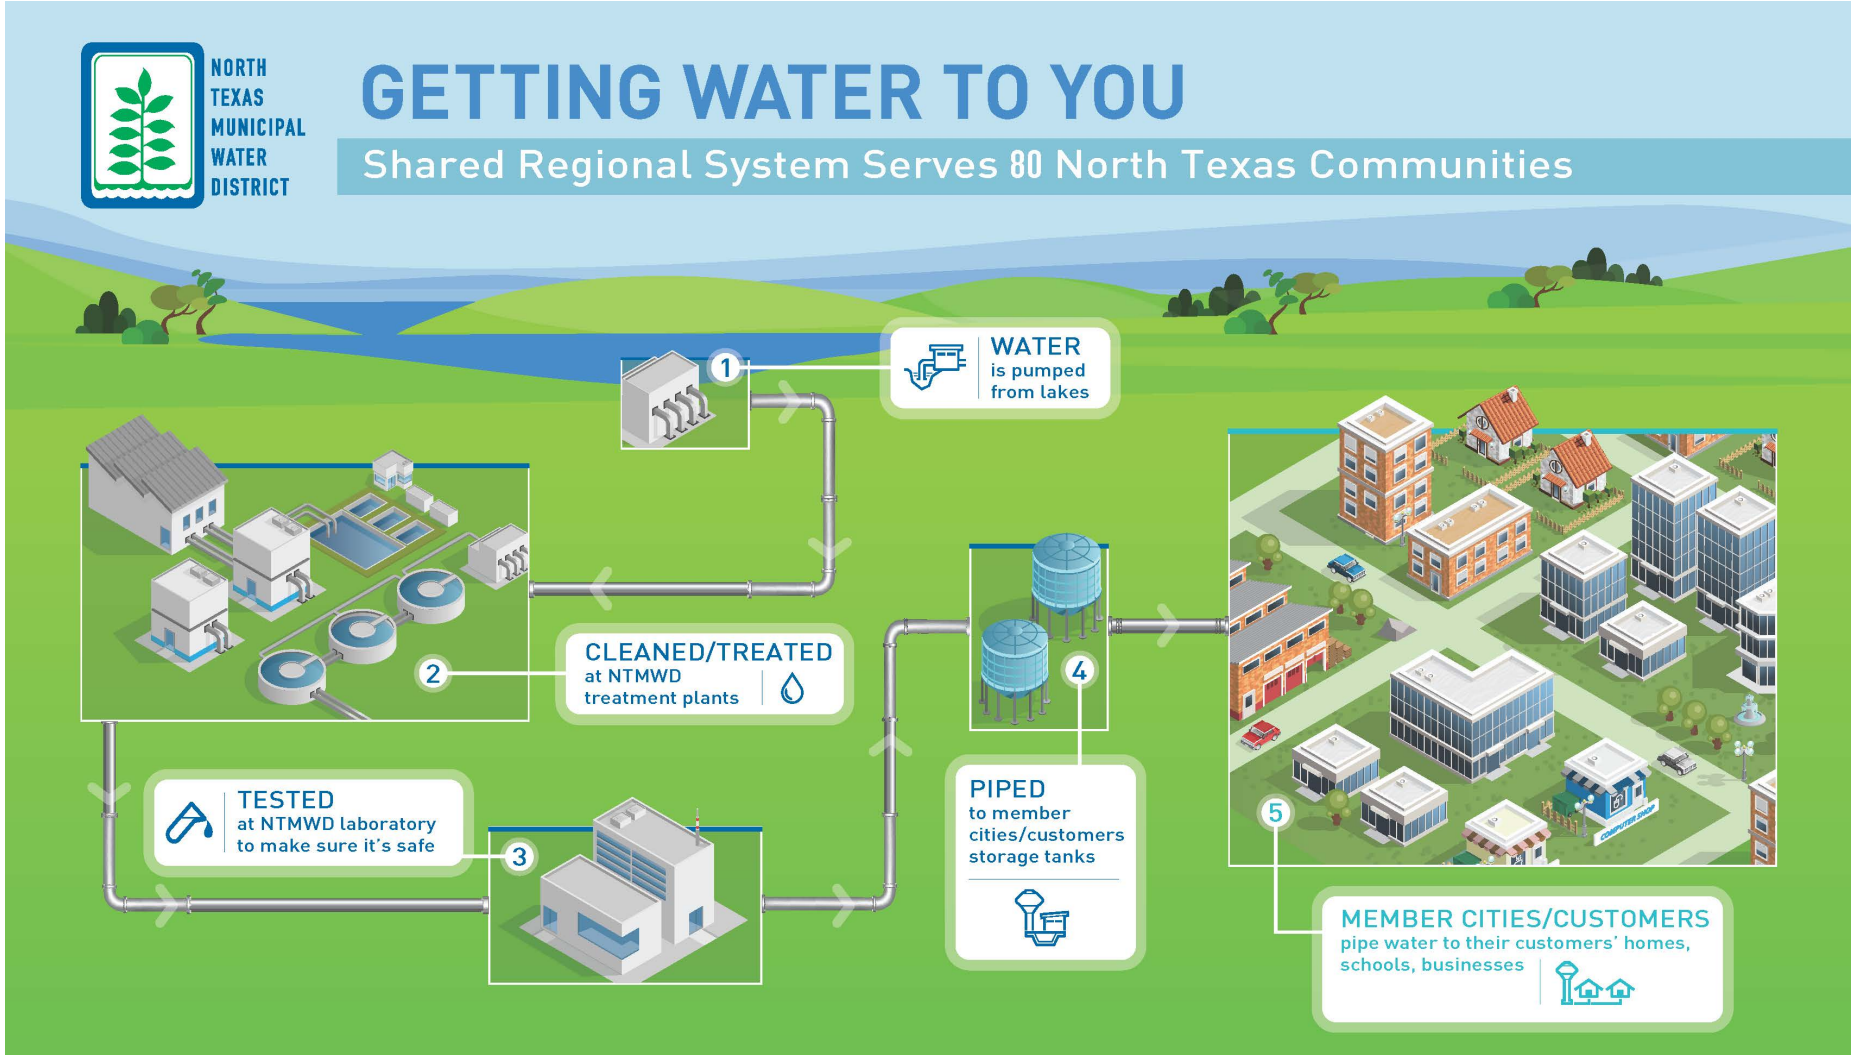 NORTH
TEXAS
MUNICIPAL
WATER
DISTRICT
GETTING WATER TO YOU
Shared Regional System Serves 80 North Texas Communities
1
WATER
is pumped
from lakes
2
CLEANED/TREATED
at NTMWD
treatment plants
TESTED
at NTMWD laboratory
to make sure it's safe
3
4
PIPED
to member
cities/customers
storage tanks
5
COMPUTER SHOP
MEMBER CITIES/CUSTOMERS
pipe water to their customers' homes,
schools, businesses